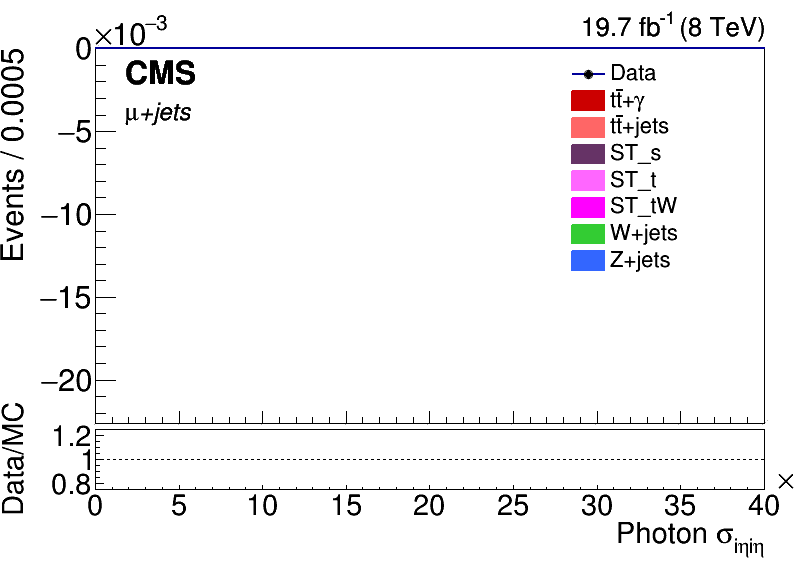 ×10⁻³
19.7 fb⁻¹ (8 TeV)
CMS
μ+jets
Events / 0.0005
0
−5
−10
−15
−20
Data
tt̄+γ
tt̄+jets
ST_s
ST_t
ST_tW
W+jets
Z+jets
Data/MC
1.2
1
0.8
0 5 10 15 20 25 30 35 40
×
Photon σiηiη